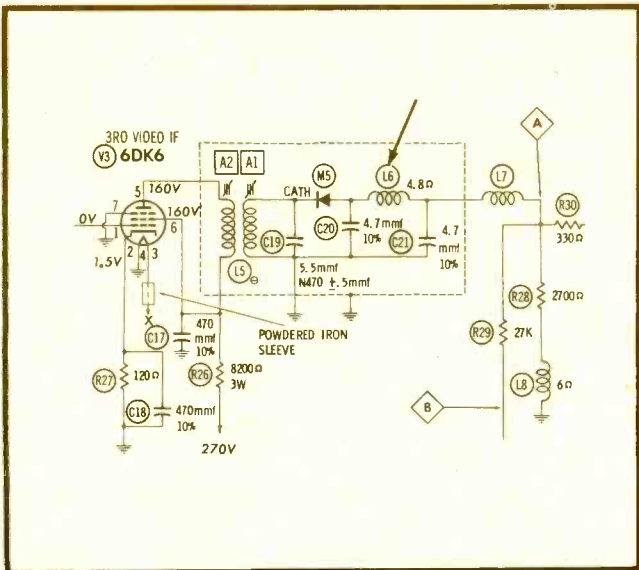 3RD VIDEO IF
V3 6DK6
A2 A1
160V
5
7
0V
160V
6
1
2 4 3
1.5V
X
CATH
M5
L6
4.8Ω
L7
A
R30
330Ω
C19
C20
4.7mmf
10%
C21
4.7
mmf
10%
L5
5.5mmf
N470 ±.5mmf
POWDERED IRON
SLEEVE
C17
470
mmf
10%
R27
120Ω
C18
470mmf
10%
R26
8200Ω
3W
270V
R28
2700Ω
R29
27K
L8
6Ω
B